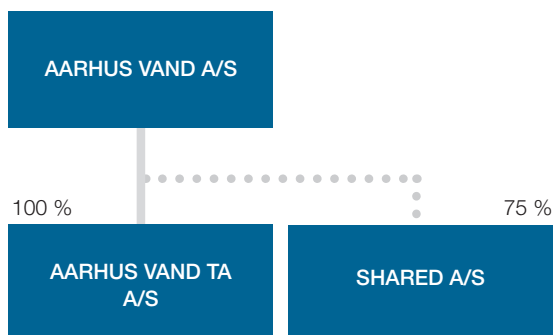 AARHUS VAND A/S
100 %
75 %
AARHUS VAND TA
A/S
SHARED A/S